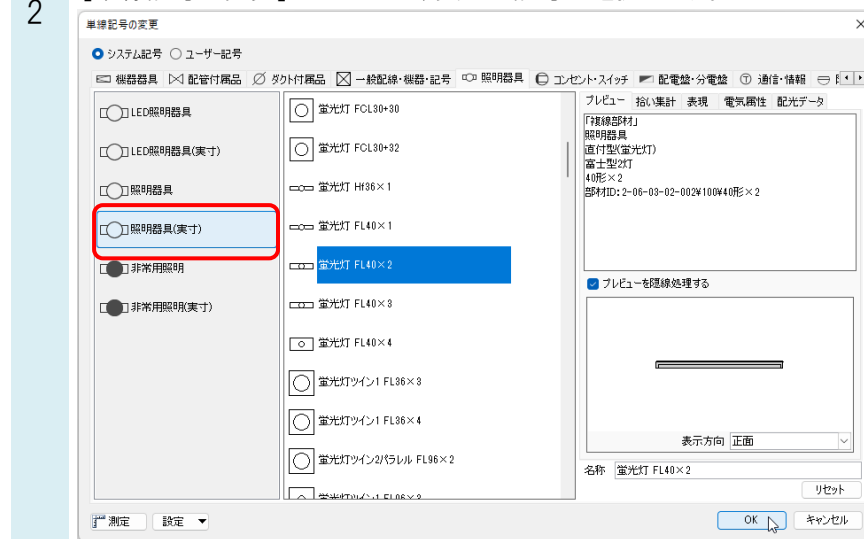 2
単線記号の変更
システム記号 ユーザー記号
機器器具 配管付属品 ダクト付属品 一般配線・機器・記号 照明器具 コンセント・スイッチ 配電盤・分電盤 通信・情報
LED照明器具
LED照明器具(実寸)
照明器具
照明器具(実寸)
非常用照明
非常用照明(実寸)
蛍光灯 FCL30+30
蛍光灯 FCL30+32
蛍光灯 Hf36×1
蛍光灯 FL40×1
蛍光灯 FL40×2
蛍光灯 FL40×3
蛍光灯 FL40×4
蛍光灯ツイン1 FL36×3
蛍光灯ツイン1 FL36×4
蛍光灯ツイン2パラレル FL96×2
プレビュー 拾い集計 表現 電気属性 配光データ
「複線部材」
照明器具
直付型(蛍光灯)
富士型2灯
40形×2
部材ID: 2-06-03-02-002¥100¥40形×2
プレビューを隠線処理する
表示方向 正面
名称 蛍光灯 FL40×2
リセット
測定 設定 OK キャンセル